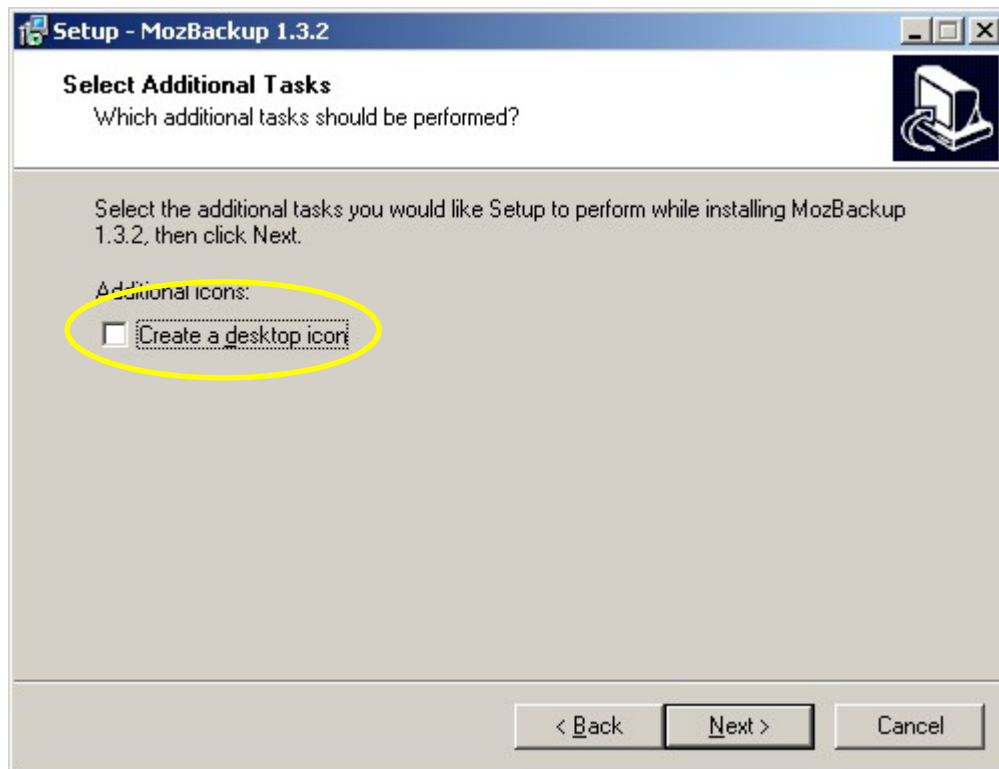 Setup - MozBackup 1.3.2
Select Additional Tasks
Which additional tasks should be performed?
Select the additional tasks you would like Setup to perform while installing MozBackup
1.3.2, then click Next.
Additional icons:
Create a desktop icon
< Back Next > Cancel